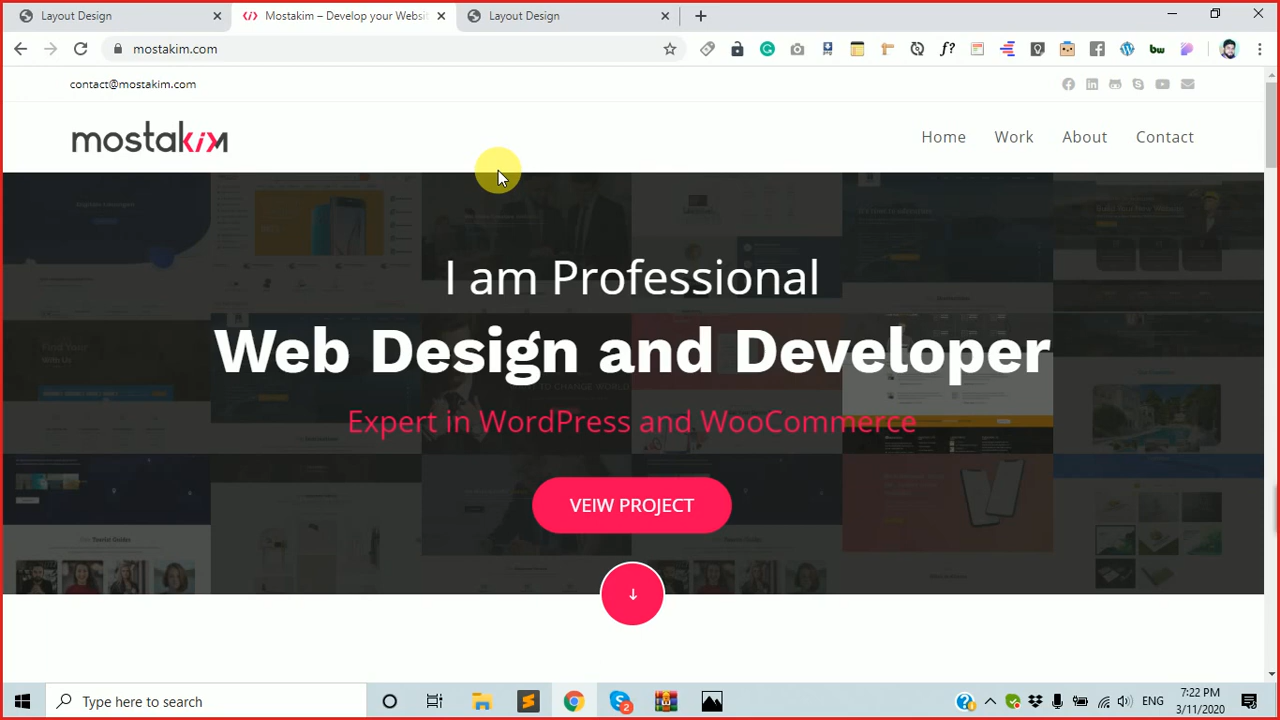 Layout Design
Mostakim – Develop your Websi
Layout Design
mostakim.com
contact@mostakim.com
mostakim
Home Work About Contact
I am Professional
Web Design and Developer
Expert in WordPress and WooCommerce
VEIW PROJECT
Type here to search
2
ENG
7:22 PM
3/11/2020